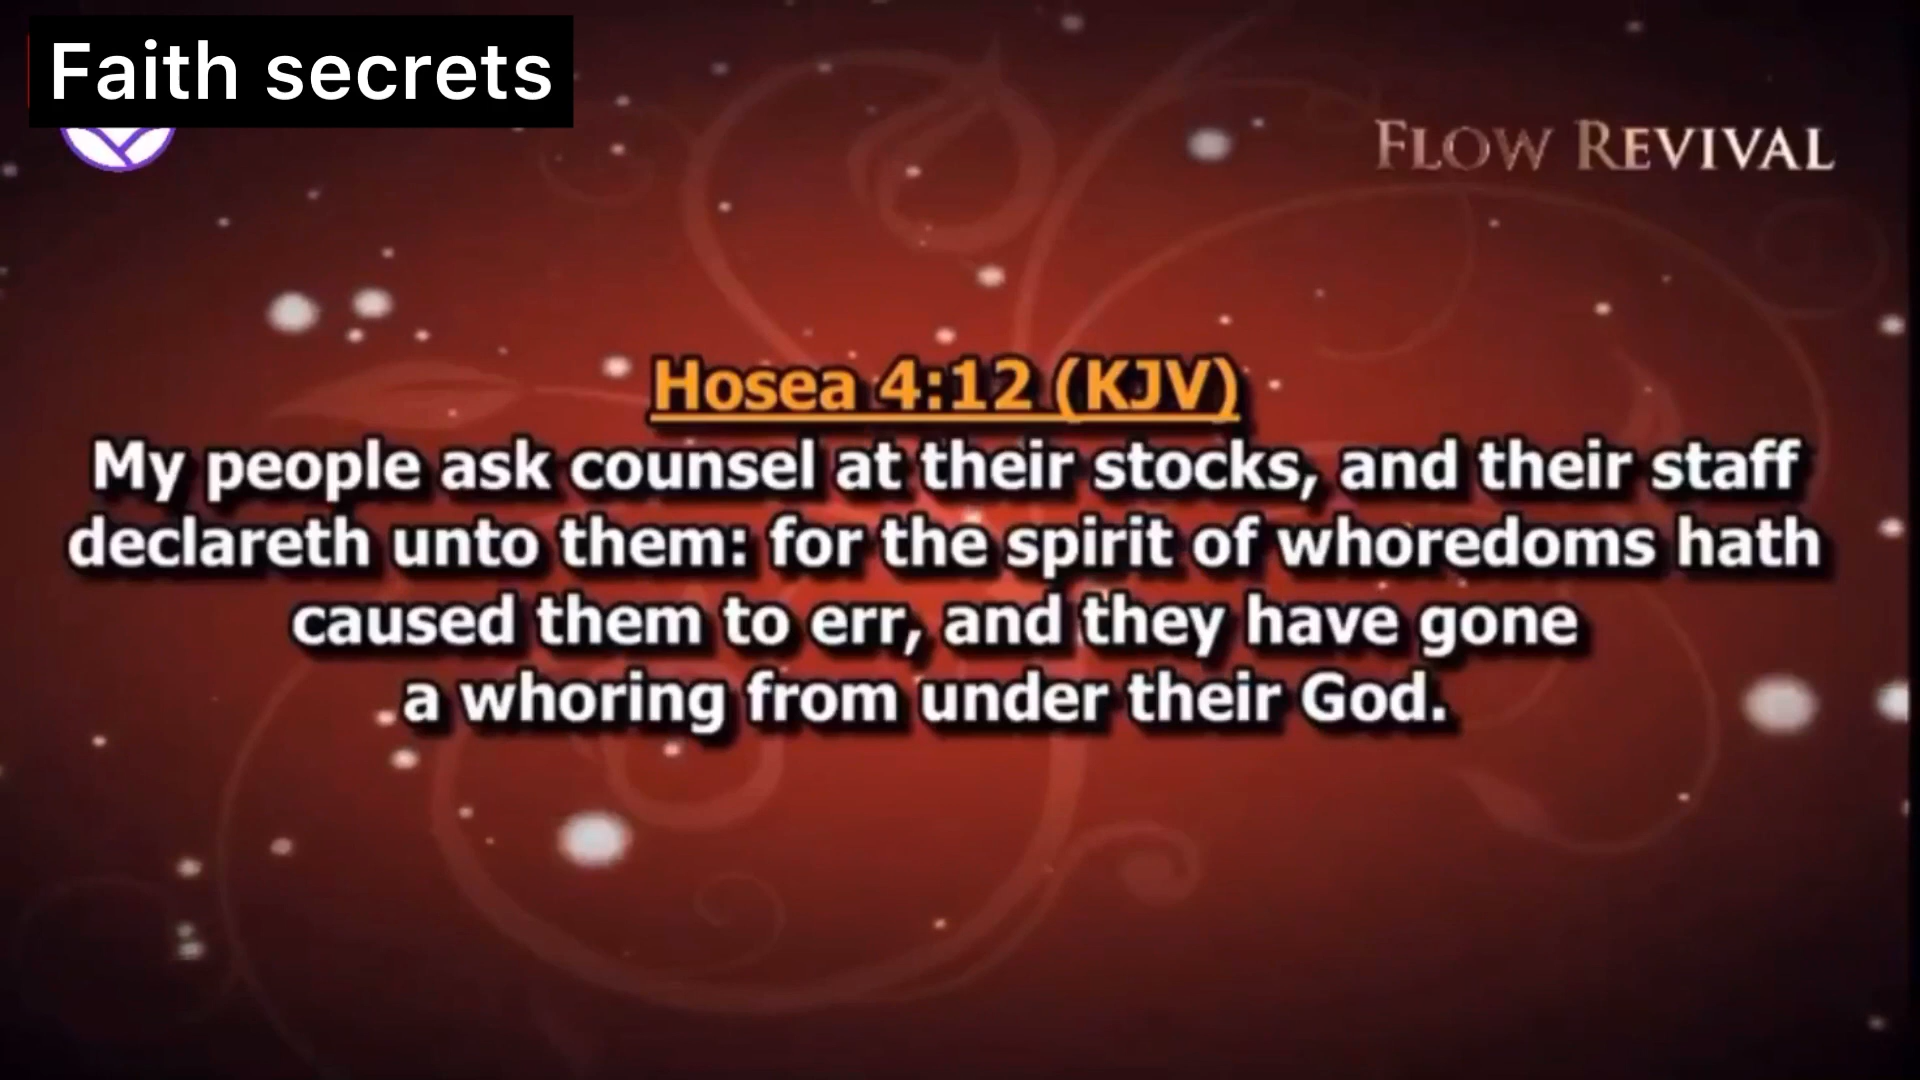 Faith secrets
FLOW REVIVAL
Hosea 4:12 (KJV)
My people ask counsel at their stocks, and their staff
declareth unto them: for the spirit of whoredoms hath
caused them to err, and they have gone
a whoring from under their God.